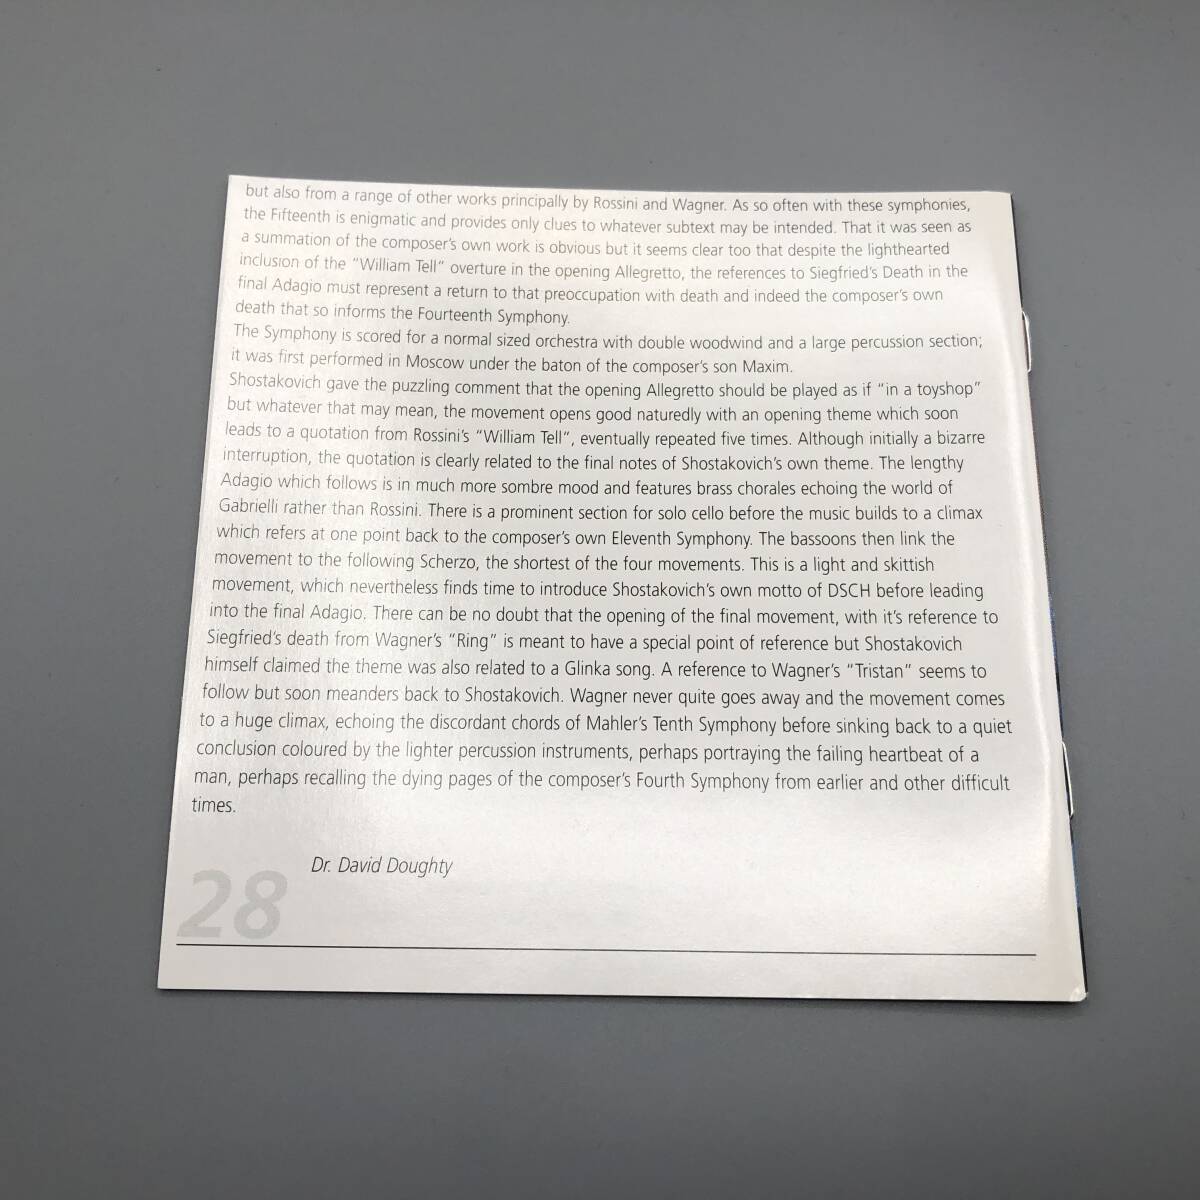 but also from a range of other works principally by Rossini and Wagner. As so often with these symphonies,
the Fifteenth is enigmatic and provides only clues to whatever subtext may be intended. That it was seen as
a summation of the composer's own work is obvious but it seems clear too that despite the lighthearted
inclusion of the "William Tell" overture in the opening Allegretto, the references to Siegfried's Death in the
final Adagio must represent a return to that preoccupation with death and indeed the composer's own
death that so informs the Fourteenth Symphony.
The Symphony is scored for a normal sized orchestra with double woodwind and a large percussion section;
it was first performed in Moscow under the baton of the composer's son Maxim.
Shostakovich gave the puzzling comment that the opening Allegretto should be played as if "in a toyshop"
but whatever that may mean, the movement opens good naturedly with an opening theme which soon
leads to a quotation from Rossini's "William Tell", eventually repeated five times. Although initially a bizarre
interruption, the quotation is clearly related to the final notes of Shostakovich's own theme. The lengthy
Adagio which follows is in much more sombre mood and features brass chorales echoing the world of
Gabrielli rather than Rossini. There is a prominent section for solo cello before the music builds to a climax
which refers at one point back to the composer's own Eleventh Symphony. The bassoons then link the
movement to the following Scherzo, the shortest of the four movements. This is a light and skittish
movement, which nevertheless finds time to introduce Shostakovich's own motto of DSCH before leading
into the final Adagio. There can be no doubt that the opening of the final movement, with it's reference to
Siegfried's death from Wagner's "Ring" is meant to have a special point of reference but Shostakovich
himself claimed the theme was also related to a Glinka song. A reference to Wagner's "Tristan" seems to
follow but soon meanders back to Shostakovich. Wagner never quite goes away and the movement comes
to a huge climax, echoing the discordant chords of Mahler's Tenth Symphony before sinking back to a quiet
conclusion coloured by the lighter percussion instruments, perhaps portraying the failing heartbeat of a
man, perhaps recalling the dying pages of the composer's Fourth Symphony from earlier and other difficult
times.
Dr. David Doughty
28